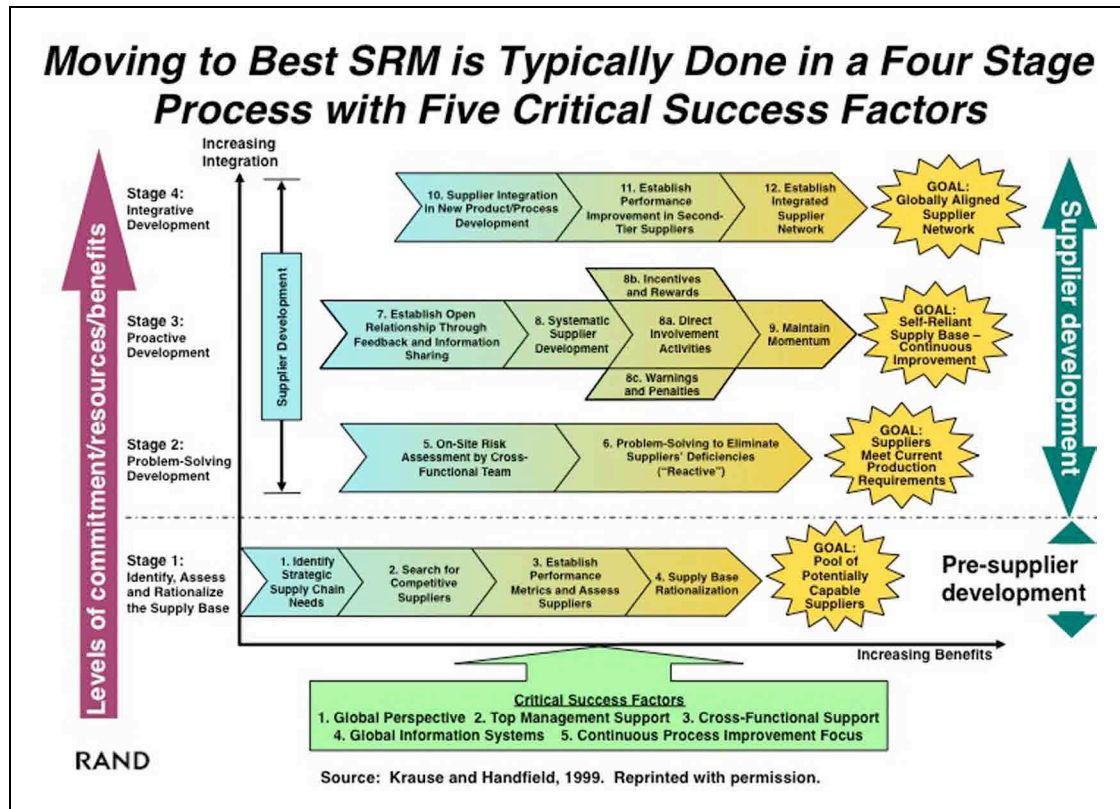 Moving to Best SRM is Typically Done in a Four Stage
Process with Five Critical Success Factors
Levels of commitment/resources/benefits
Increasing
Integration
Stage 4:
Integrative
Development
10. Supplier Integration
In New Product/Process
Development
11. Establish
Performance
Improvement in Second-
Tier Suppliers
12. Establish
Integrated
Supplier
Network
GOAL:
Globally Aligned
Supplier
Network
Supplier Development
Supplier development
Stage 3:
Proactive
Development
7. Establish Open
Relationship Through
Feedback and Information
Sharing
8. Systematic
Supplier
Development
8b. Incentives
and Rewards
8a. Direct
Involvement
Activities
8c. Warnings
and Penalties
9. Maintain
Momentum
GOAL:
Self-Reliant
Supply Base –
Continuous
Improvement
Stage 2:
Problem-Solving
Development
5. On-Site Risk
Assessment by Cross-
Functional Team
6. Problem-Solving to Eliminate
Suppliers' Deficiencies
("Reactive")
GOAL:
Suppliers
Meet Current
Production
Requirements
Stage 1:
Identify, Assess
and Rationalize
the Supply Base
1. Identify
Strategic
Supply Chain
Needs
2. Search for
Competitive
Suppliers
3. Establish
Performance
Metrics and Assess
Suppliers
4. Supply Base
Rationalization
GOAL:
Pool of
Potentially
Capable
Suppliers
Pre-supplier
development
Increasing Benefits
Critical Success Factors
1. Global Perspective 2. Top Management Support 3. Cross-Functional Support
4. Global Information Systems 5. Continuous Process Improvement Focus
RAND
Source: Krause and Handfield, 1999. Reprinted with permission.